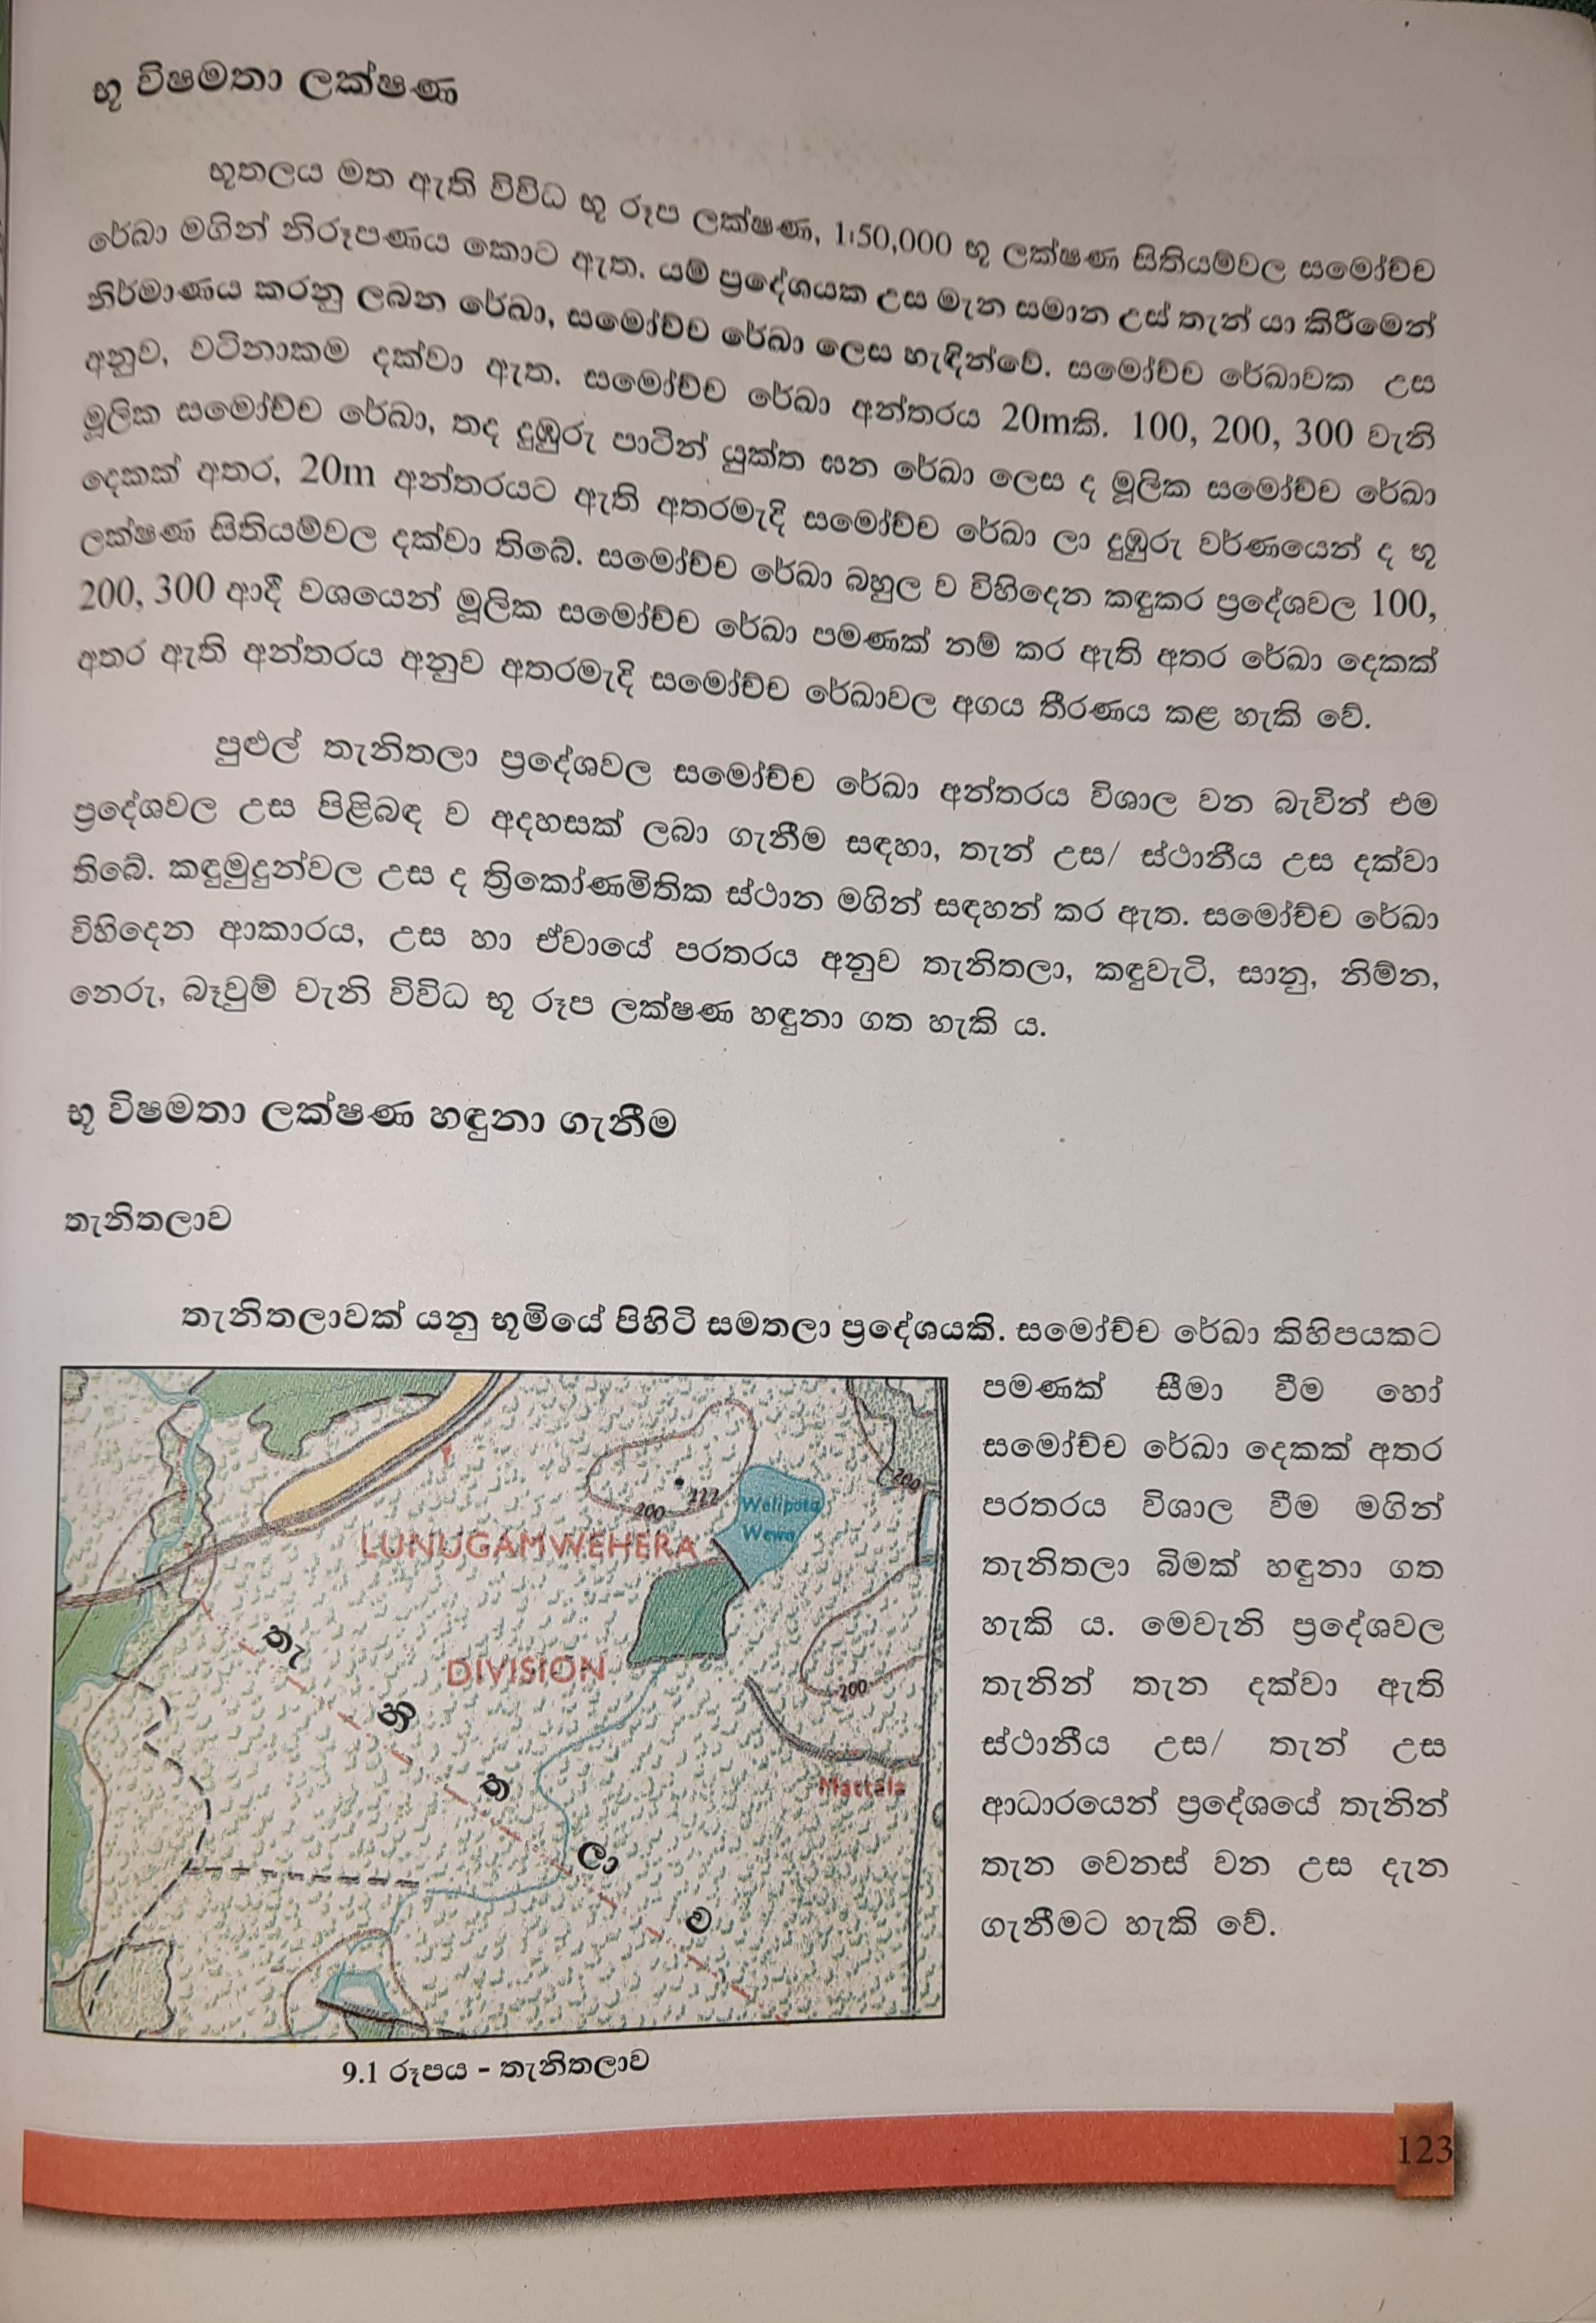 භූ විෂමතා ලක්ෂණ
භූතලය මත ඇති විවිධ භූ රූප ලක්ෂණ, 1:50,000 භූ ලක්ෂණ සිතියම්වල සමෝච්ච
රේඛා මගින් නිරූපණය කොට ඇත. යම් ප්‍රදේශයක උස මැන සමාන උස් තැන් යා කිරීමෙන්
නිර්මාණය කරනු ලබන රේඛා, සමෝච්ච රේඛා ලෙස හැඳින්වේ. සමෝච්ච රේඛාවක උස
අනුව, වටිනාකම දක්වා ඇත. සමෝච්ච රේඛා අන්තරය 20mකි. 100, 200, 300 වැනි
මූලික සමෝච්ච රේඛා, තද දුඹුරු පාටින් යුක්ත ඝන රේඛා ලෙස ද මූලික සමෝච්ච රේඛා
දෙකක් අතර, 20m අන්තරයට ඇති අතරමැදි සමෝච්ච රේඛා ලා දුඹුරු වර්ණයෙන් ද භූ
ලක්ෂණ සිතියම්වල දක්වා තිබේ. සමෝච්ච රේඛා බහුල ව විහිදෙන කඳුකර ප්‍රදේශවල 100,
200, 300 ආදී වශයෙන් මූලික සමෝච්ච රේඛා පමණක් නම් කර ඇති අතර රේඛා දෙකක්
අතර ඇති අන්තරය අනුව අතරමැදි සමෝච්ච රේඛාවල අගය තීරණය කළ හැකි වේ.
පුළුල් තැනිතලා ප්‍රදේශවල සමෝච්ච රේඛා අන්තරය විශාල වන බැවින් එම
ප්‍රදේශවල උස පිළිබඳ ව අදහසක් ලබා ගැනීම සඳහා, තැන් උස/ ස්ථානීය උස දක්වා
තිබේ. කඳුමුදුන්වල උස ද ත්‍රිකෝණමිතික ස්ථාන මගින් සඳහන් කර ඇත. සමෝච්ච රේඛා
විහිදෙන ආකාරය, උස හා ඒවායේ පරතරය අනුව තැනිතලා, කඳුවැටි, සානු, නිම්න,
නෙරු, බෑවුම් වැනි විවිධ භූ රූප ලක්ෂණ හඳුනා ගත හැකි ය.
භූ විෂමතා ලක්ෂණ හඳුනා ගැනීම
තැනිතලාව
තැනිතලාවක් යනු භූමියේ පිහිටි සමතලා ප්‍රදේශයකි. සමෝච්ච රේඛා කිහිපයකට
පමණක් සීමා වීම හෝ
සමෝච්ච රේඛා දෙකක් අතර
පරතරය විශාල වීම මගින්
තැනිතලා බිමක් හඳුනා ගත
හැකි ය. මෙවැනි ප්‍රදේශවල
තැනින් තැන දක්වා ඇති
ස්ථානීය උස/ තැන් උස
ආධාරයෙන් ප්‍රදේශයේ තැනින්
තැන වෙනස් වන උස දැන
ගැනීමට හැකි වේ.
200
222
200
Welipota
Wewa
LUNUGAMWEHERA
DIVISION
200
Mattala
තැ නි ත ලා ව
9.1 රූපය - තැනිතලාව
123